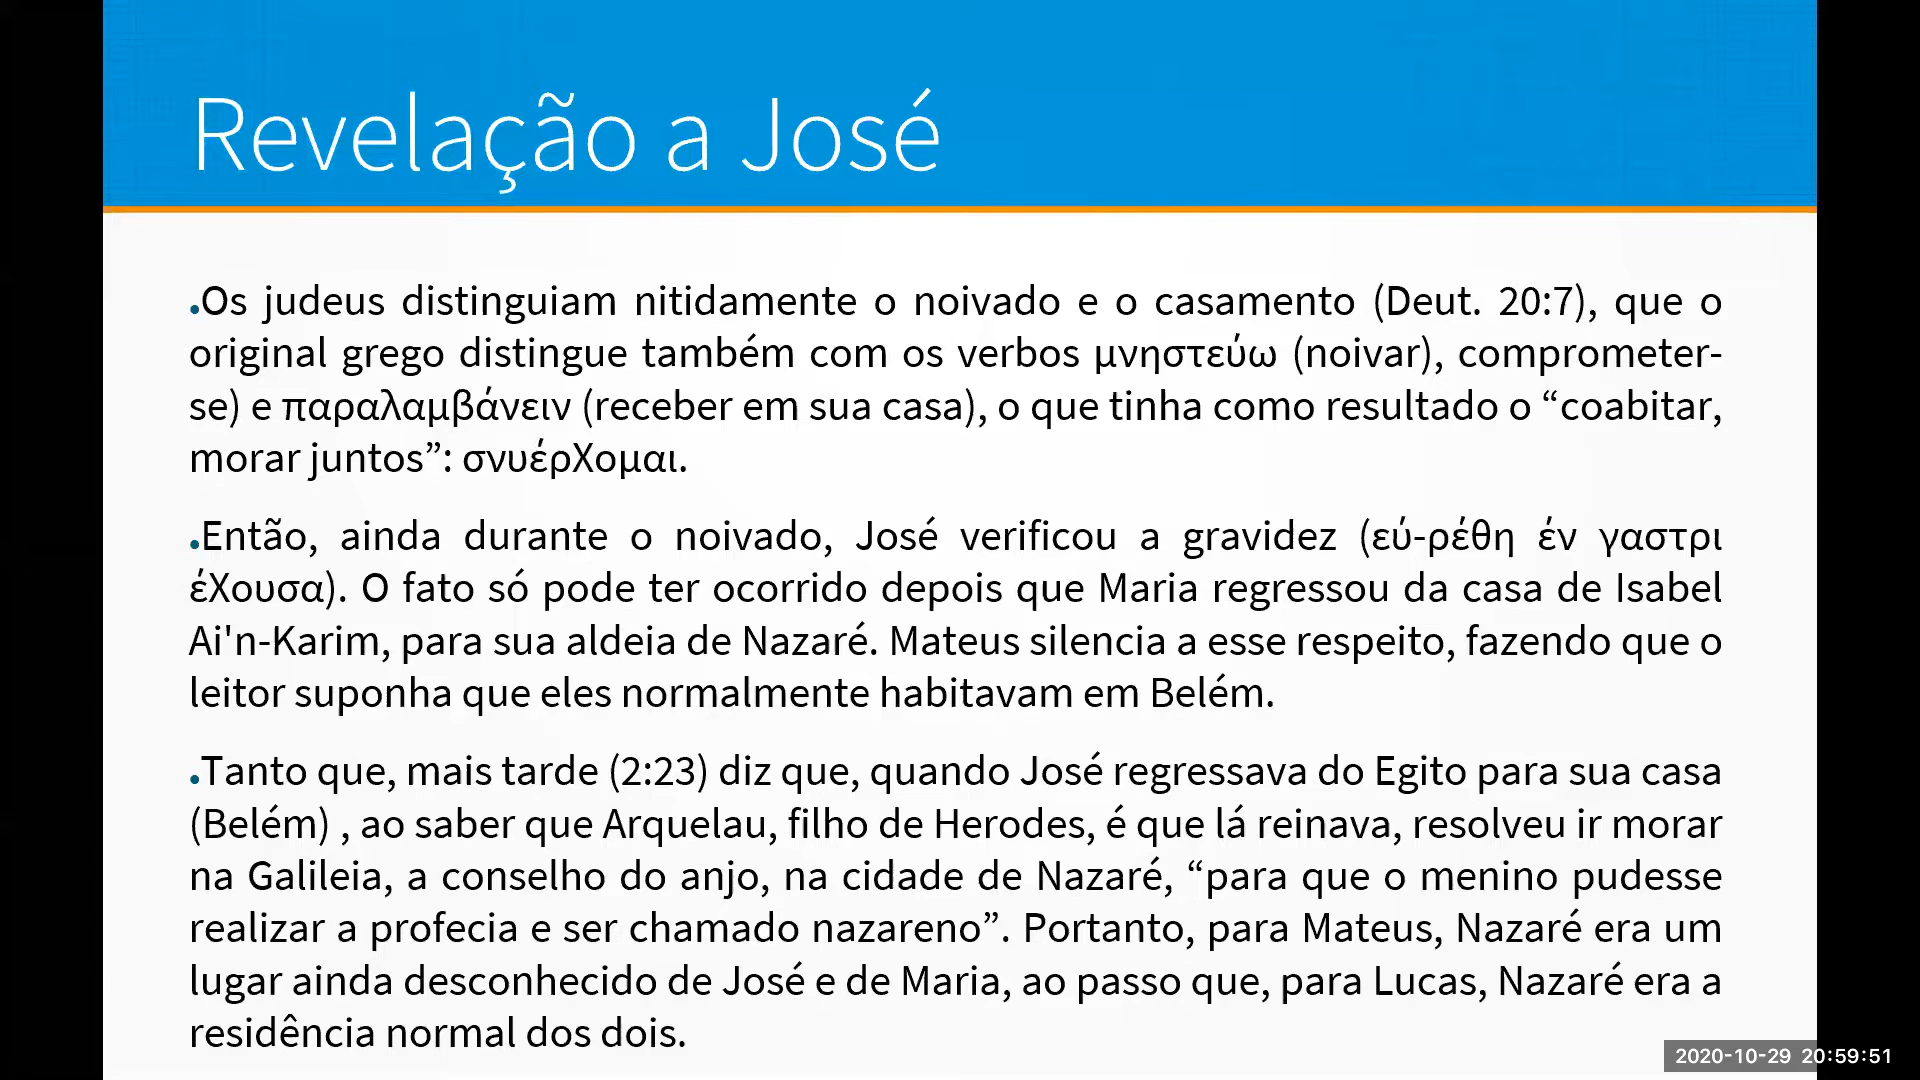 Revelação a José
•Os judeus distinguiam nitidamente o noivado e o casamento (Deut. 20:7), que o
original grego distingue também com os verbos μνηστεύω (noivar), comprometer-
se) e παραλαμβάνειν (receber em sua casa), o que tinha como resultado o “coabitar,
morar juntos”: σνυέρΧομαι.
•Então, ainda durante o noivado, José verificou a gravidez (εύ-ρέθη έν γαστρι
έΧουσα). O fato só pode ter ocorrido depois que Maria regressou da casa de Isabel
Ai'n-Karim, para sua aldeia de Nazaré. Mateus silencia a esse respeito, fazendo que o
leitor suponha que eles normalmente habitavam em Belém.
•Tanto que, mais tarde (2:23) diz que, quando José regressava do Egito para sua casa
(Belém) , ao saber que Arquelau, filho de Herodes, é que lá reinava, resolveu ir morar
na Galileia, a conselho do anjo, na cidade de Nazaré, “para que o menino pudesse
realizar a profecia e ser chamado nazareno”. Portanto, para Mateus, Nazaré era um
lugar ainda desconhecido de José e de Maria, ao passo que, para Lucas, Nazaré era a
residência normal dos dois.
2020-10-29 20:59:51